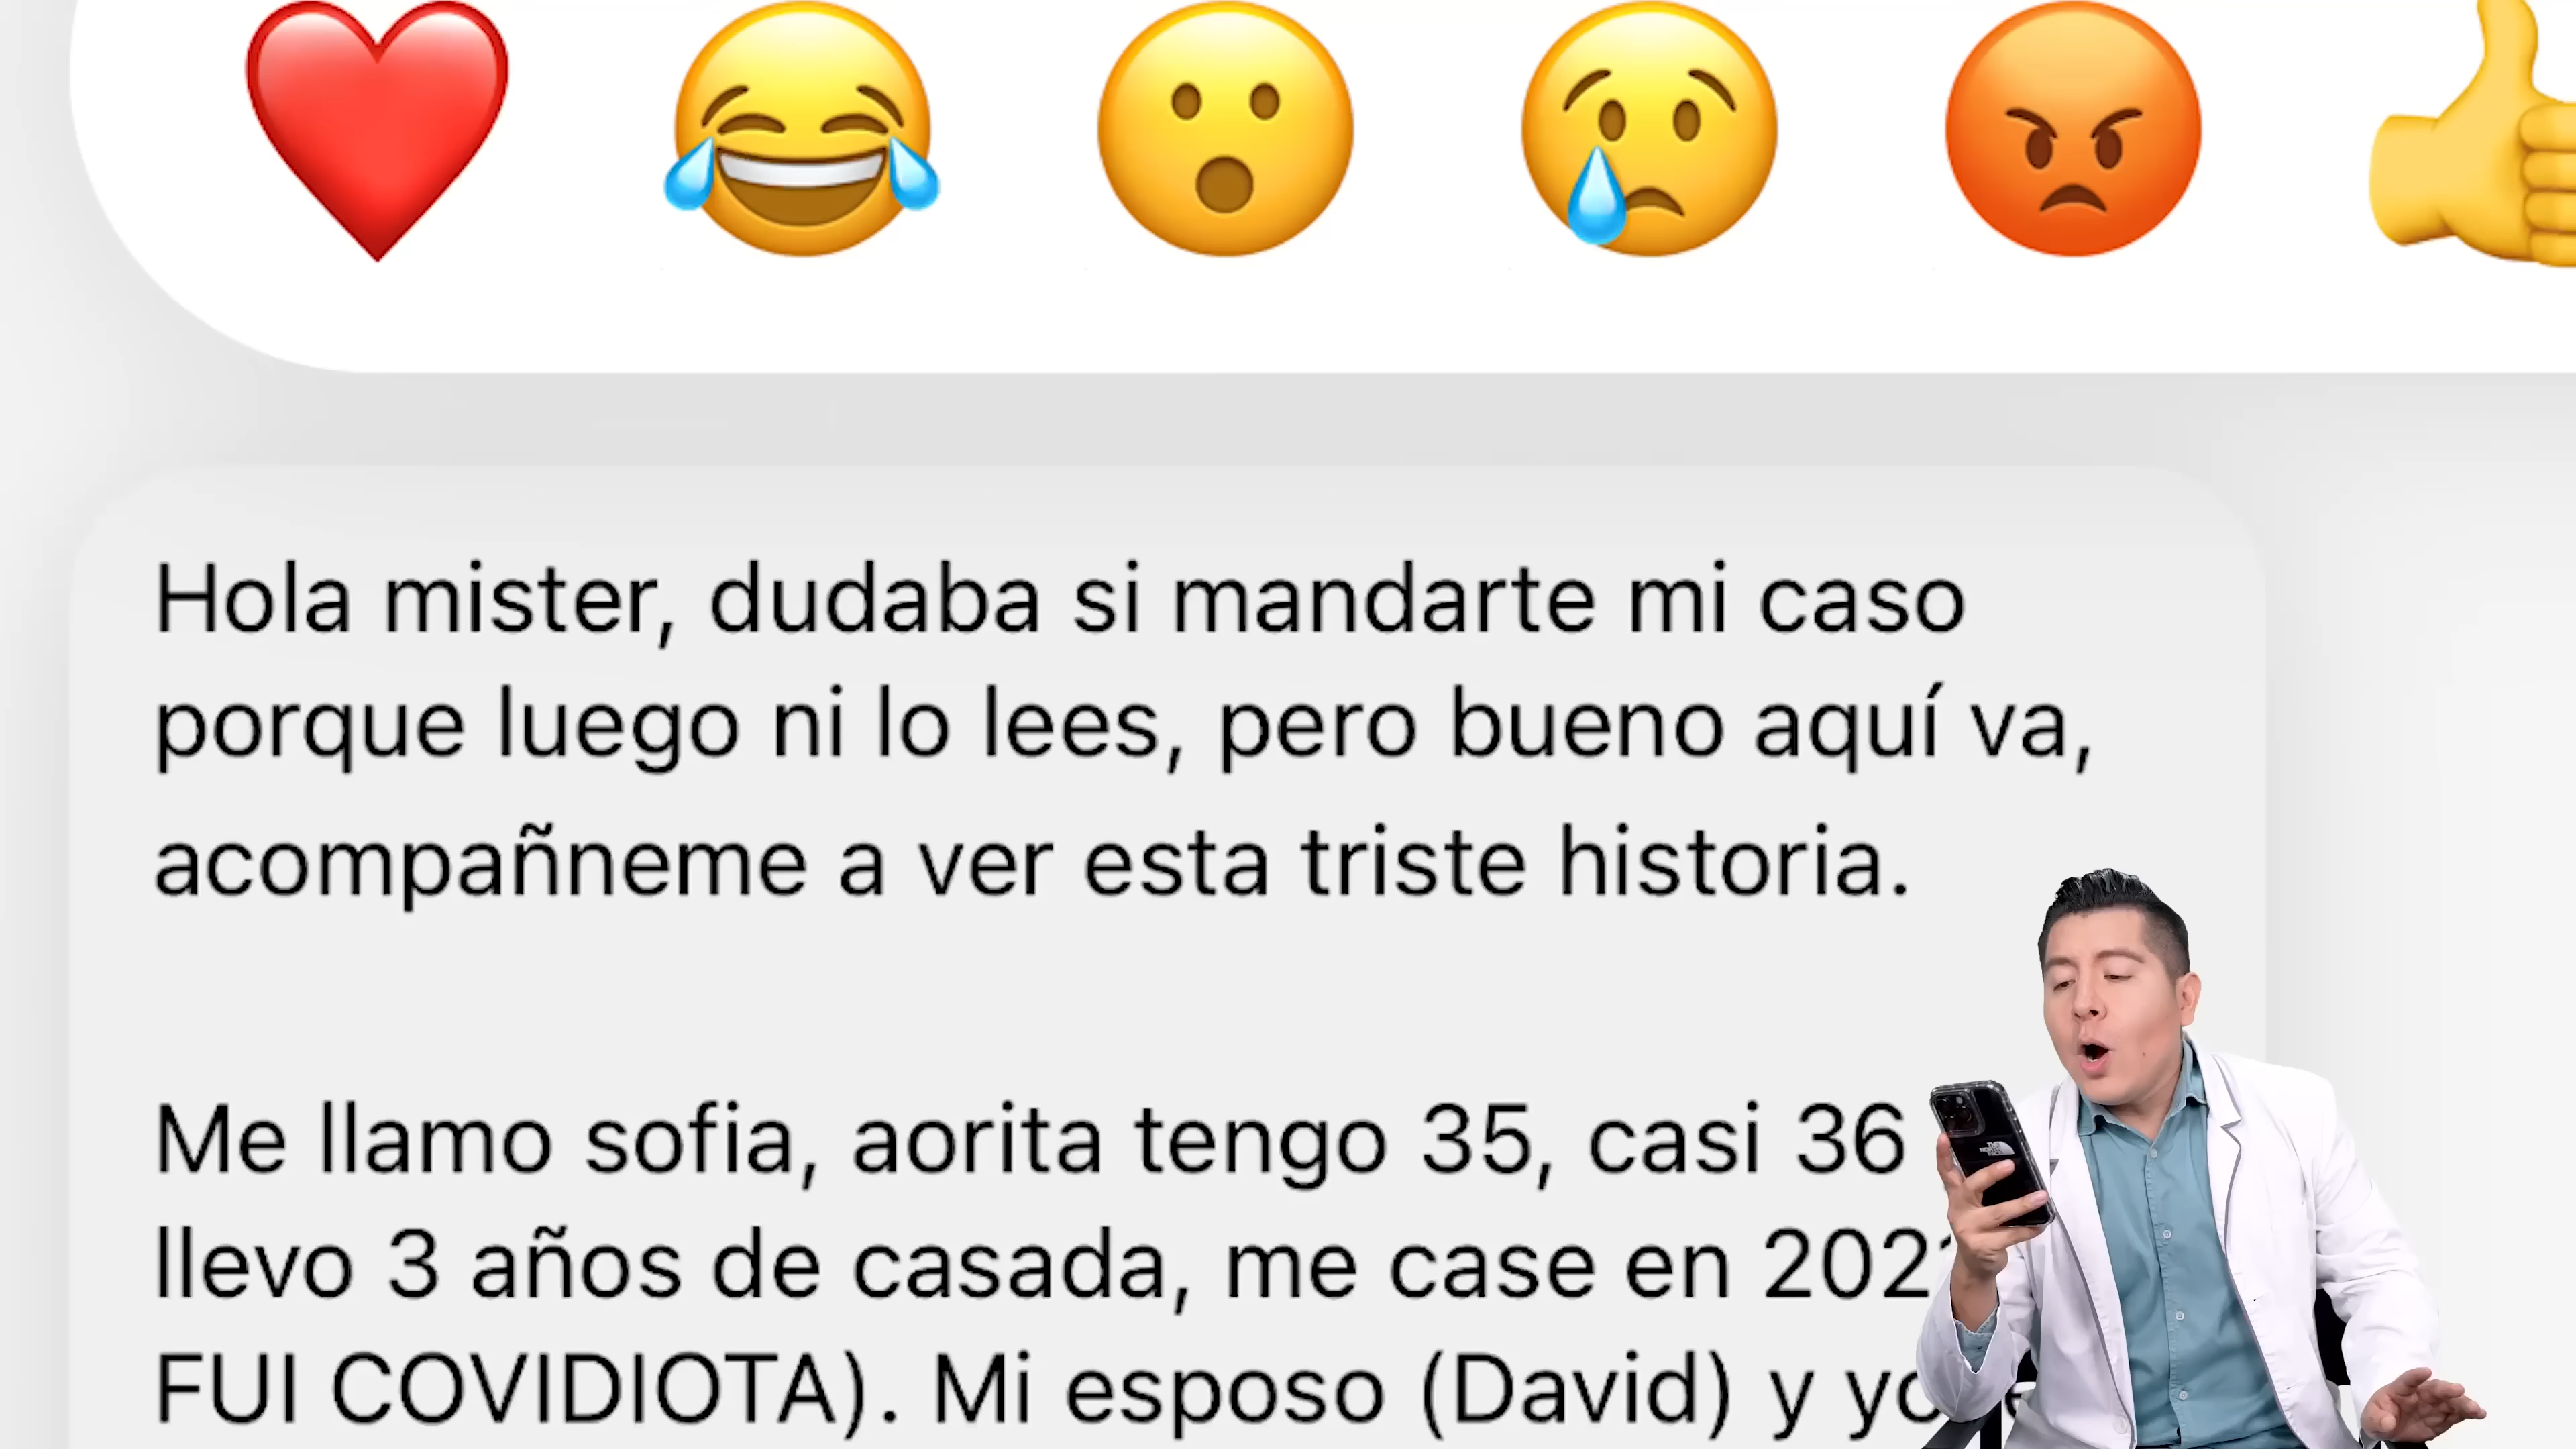 Hola mister, dudaba si mandarte mi caso
porque luego ni lo lees, pero bueno aquí va,
acompañneme a ver esta triste historia.
Me llamo sofia, aorita tengo 35, casi 36
llevo 3 años de casada, me case en
FUI COVIDIOTA). Mi esposo (David) y